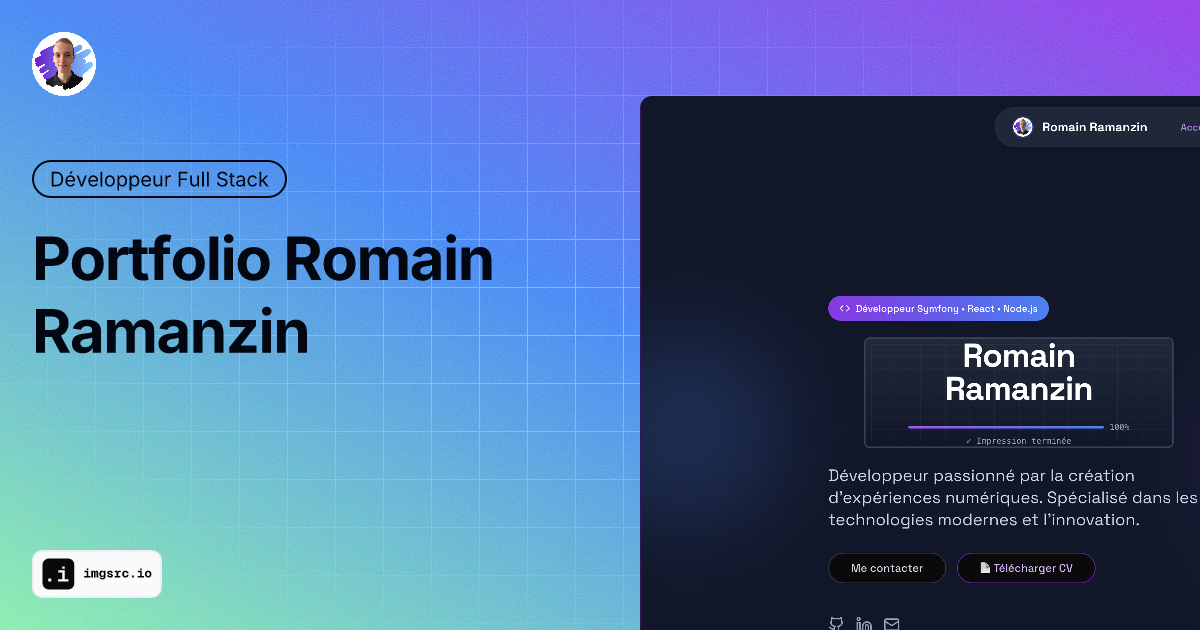 Développeur Full Stack
Portfolio Romain
Ramanzin
.i imgsrc.io
Romain Ramanzin
Accu
<> Développeur Symfony • React • Node.js
Romain
Ramanzin
100%
✓ Impression terminée
Développeur passionné par la création
d'expériences numériques. Spécialisé dans les
technologies modernes et l'innovation.
Me contacter
Télécharger CV
in